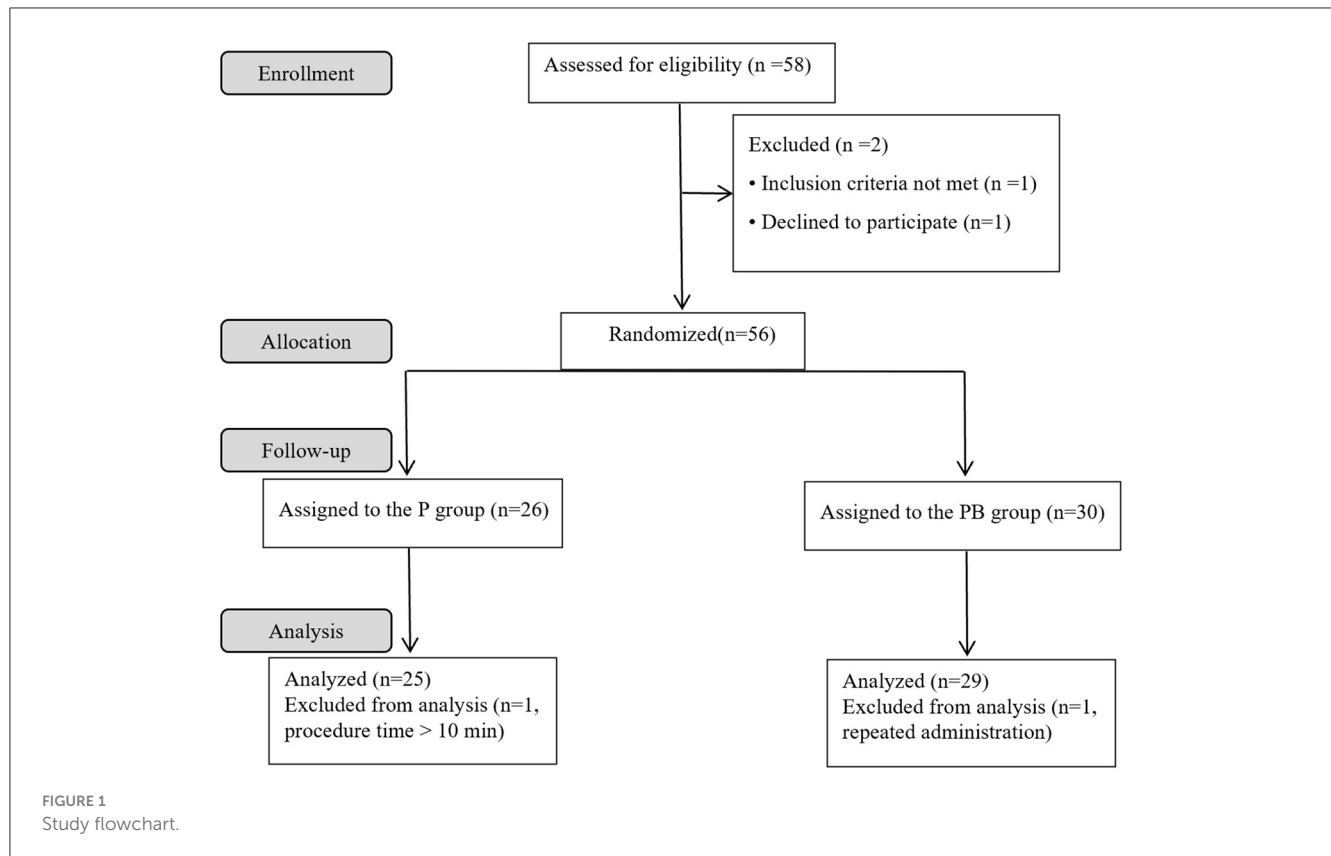 Enrollment
Assessed for eligibility (n =58)
Excluded (n =2)
• Inclusion criteria not met (n =1)
• Declined to participate (n=1)
Allocation
Randomized(n=56)
Follow-up
Assigned to the P group (n=26)
Assigned to the PB group (n=30)
Analysis
Analyzed (n=25)
Excluded from analysis (n=1,
procedure time > 10 min)
Analyzed (n=29)
Excluded from analysis (n=1,
repeated administration)
FIGURE 1
Study flowchart.